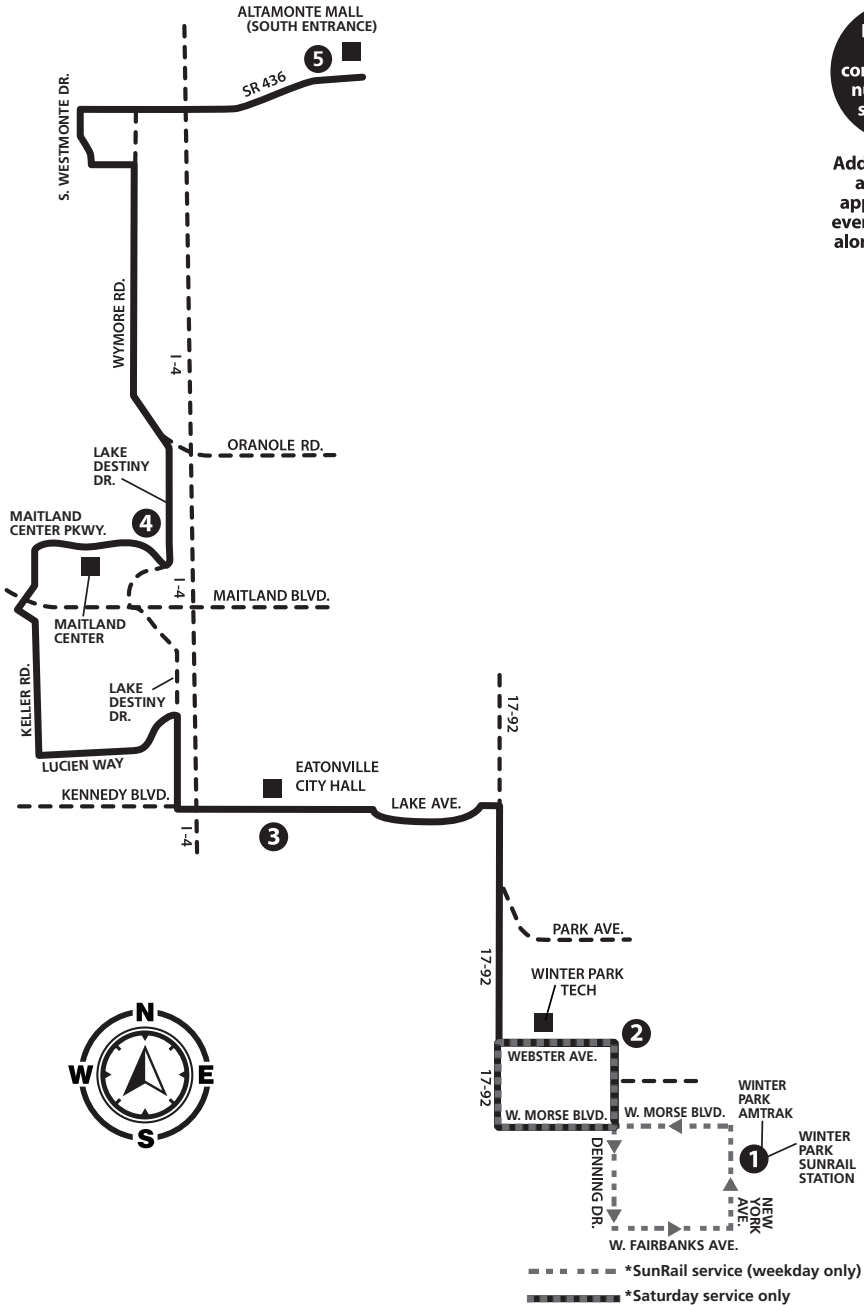 ALTAMONTE MALL
(SOUTH ENTRANCE)
5
SR 436
S. WESTMONTE DR.
WYMORE RD.
I-4
ORANOLE RD.
LAKE
DESTINY
DR.
4
MAITLAND
CENTER PKWY.
I-4
MAITLAND BLVD.
MAITLAND
CENTER
KELLER RD.
LAKE
DESTINY
DR.
LUCIEN WAY
KENNEDY BLVD.
I-4
EATONVILLE
CITY HALL
3
LAKE AVE.
17-92
PARK AVE.
17-92
WINTER PARK
TECH
2
WEBSTER AVE.
17-92
W. MORSE BLVD.
W. MORSE BLVD.
WINTER
PARK
AMTRAK
1
WINTER
PARK
SUNRAIL
STATION
DENNING DR.
NEW
YORK
AVE.
W. FAIRBANKS AVE.
N
W
E
S
*SunRail service (weekday only)
*Saturday service only